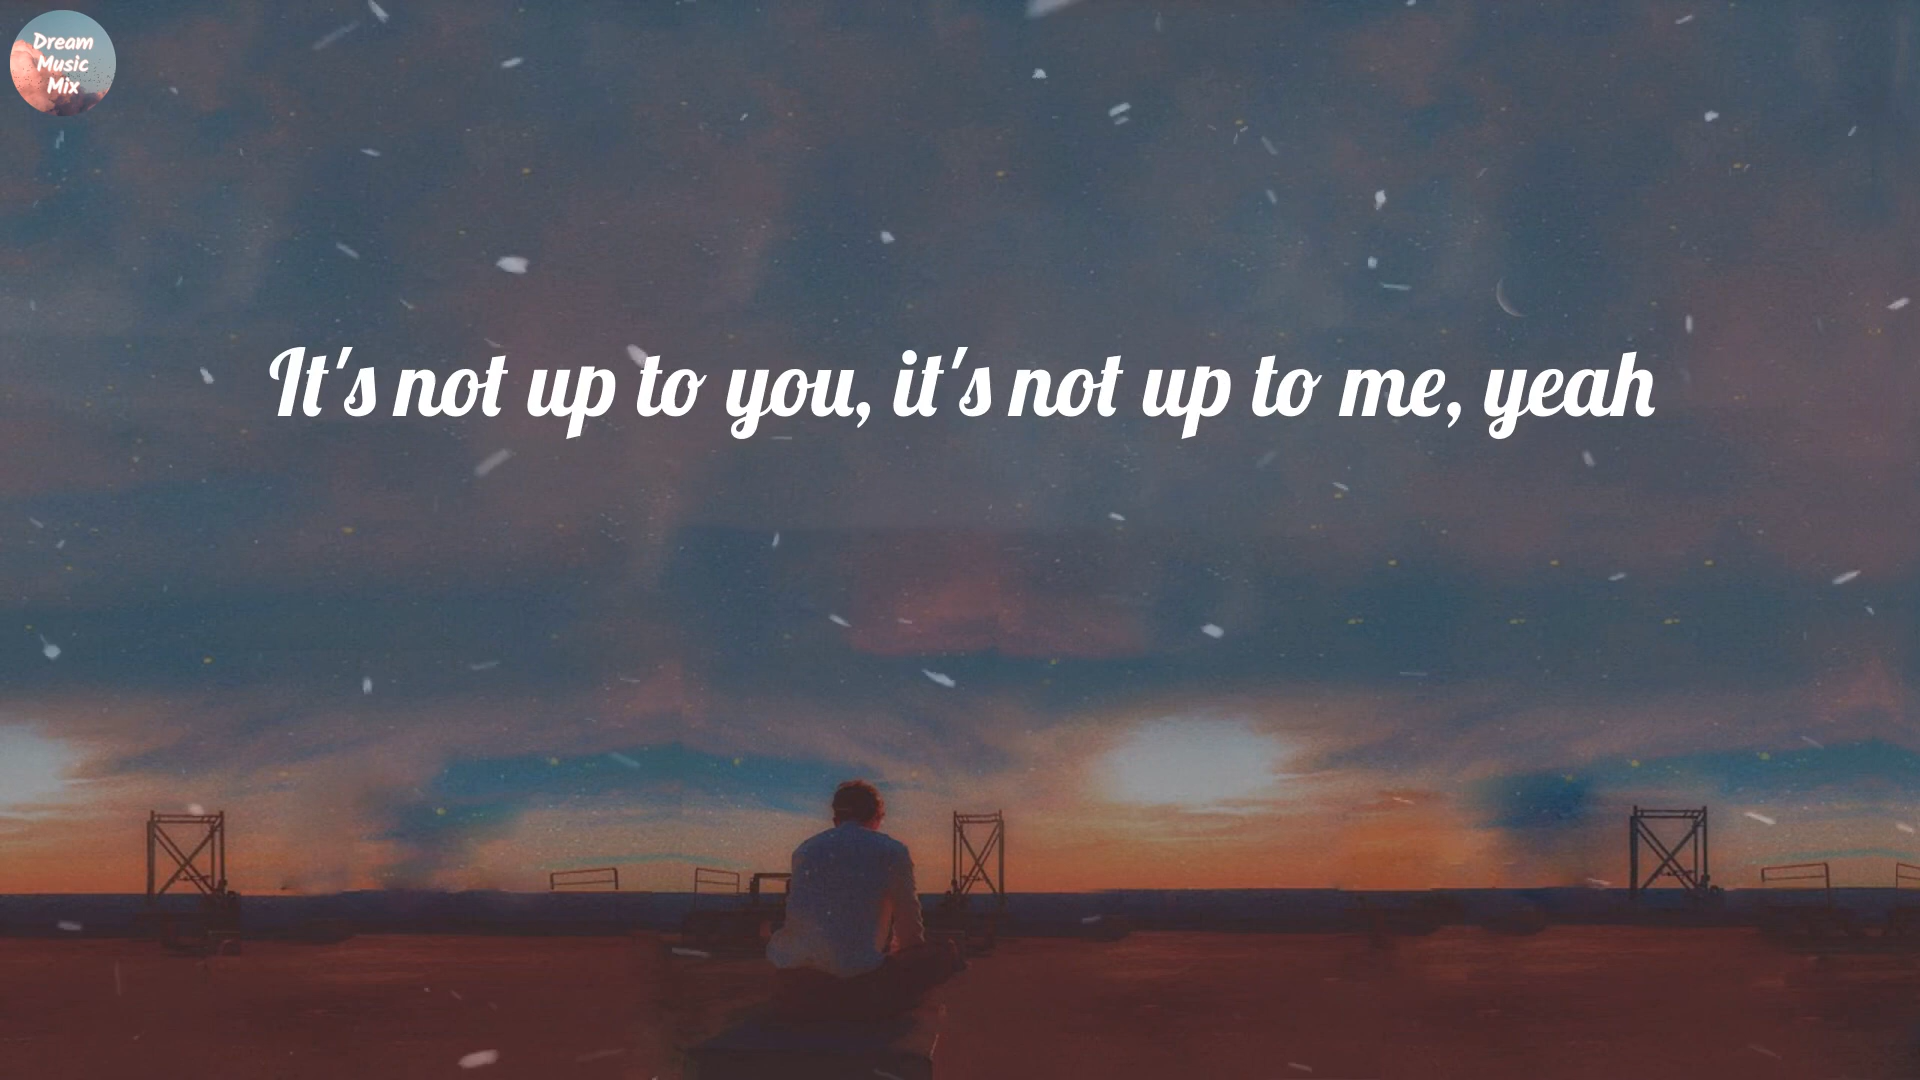 Dream
Music
Mix
It's not up to you, it's not up to me, yeah